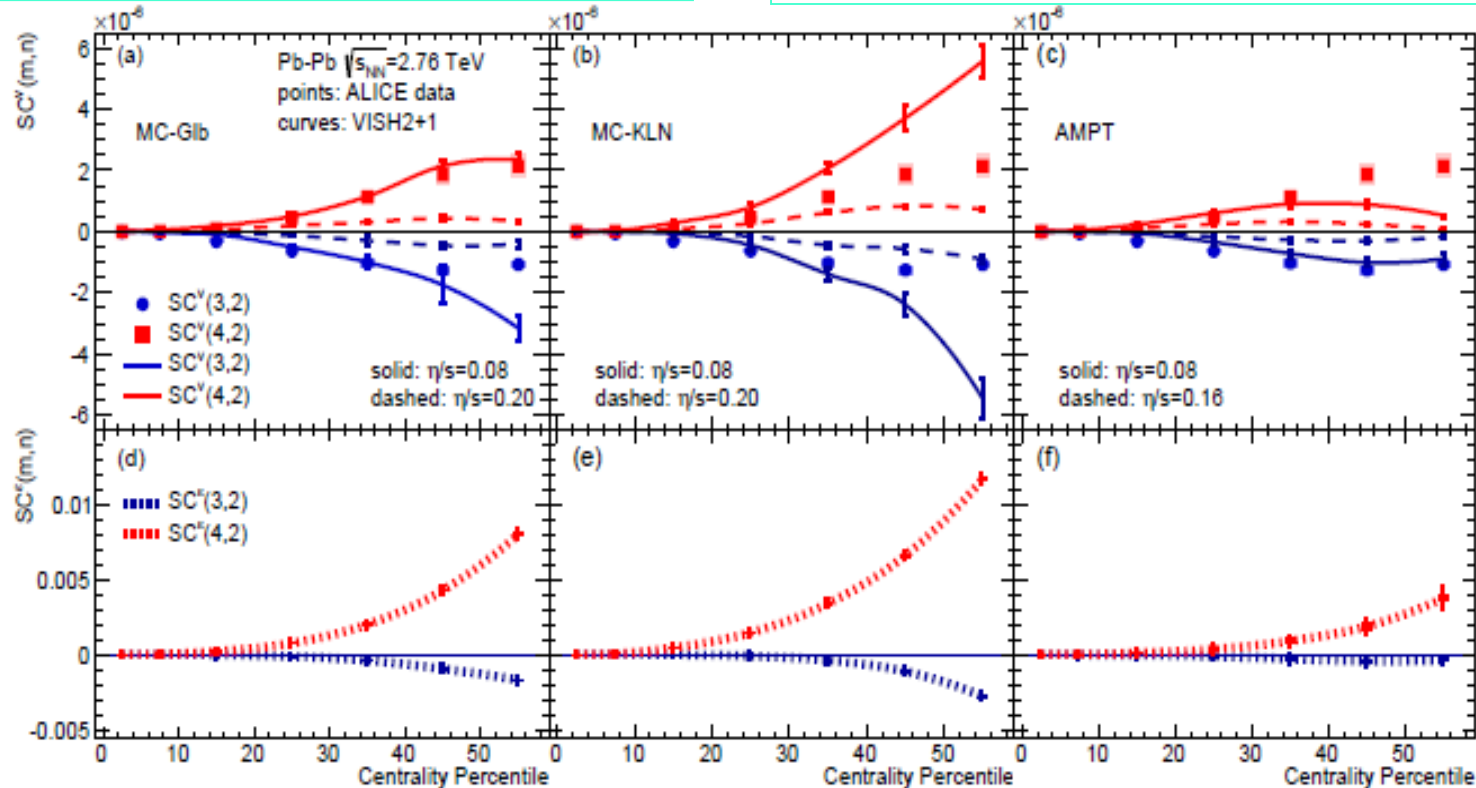 ×10⁻⁶ ×10⁻⁶ ×10⁻⁶
SCᵛ(m,n)
6
4
2
0
-2
-4
-6
(a)
Pb-Pb √sNN=2.76 TeV
points: ALICE data
curves: VISH2+1
MC-Glb
SCᵛ(3,2)
SCᵛ(4,2)
SCᵛ(3,2)
SCᵛ(4,2)
solid: η/s=0.08
dashed: η/s=0.20
(b)
MC-KLN
solid: η/s=0.08
dashed: η/s=0.20
(c)
AMPT
solid: η/s=0.08
dashed: η/s=0.16
SCᵋ(m,n)
0.01
0.005
0
-0.005
(d)
SCᵋ(3,2)
SCᵋ(4,2)
(e)
(f)
0 10 20 30 40 50 0 10 20 30 40 50 0 10 20 30 40 50
Centrality Percentile Centrality Percentile Centrality Percentile